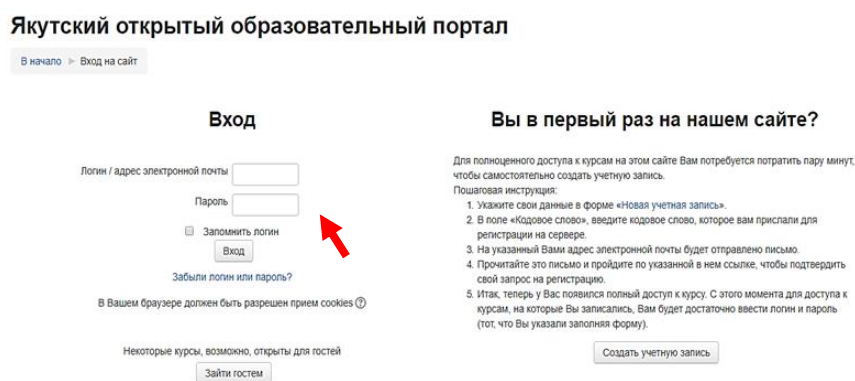 Якутский открытый образовательный портал
В начало ► Вход на сайт
Вход
Логин / адрес электронной почты
Пароль
Запомнить логин
Вход
Забыли логин или пароль?
В Вашем браузере должен быть разрешен прием cookies
Некоторые курсы, возможно, открыты для гостей
Зайти гостем
Вы в первый раз на нашем сайте?
Для полноценного доступа к курсам на этом сайте Вам потребуется потратить пару минут,
чтобы самостоятельно создать учетную запись.
Пошаговая инструкция:
1. Укажите свои данные в форме «Новая учетная запись».
2. В поле «Кодовое слово», введите кодовое слово, которое вам прислали для
регистрации на сервере.
3. На указанный Вами адрес электронной почты будет отправлено письмо.
4. Прочитайте это письмо и пройдите по указанной в нем ссылке, чтобы подтвердить
свой запрос на регистрацию.
5. Итак, теперь у Вас появился полный доступ к курсу. С этого момента для доступа к
курсам, на которые Вы записались, Вам будет достаточно ввести логин и пароль
(тот, что Вы указали заполняя форму).
Создать учетную запись